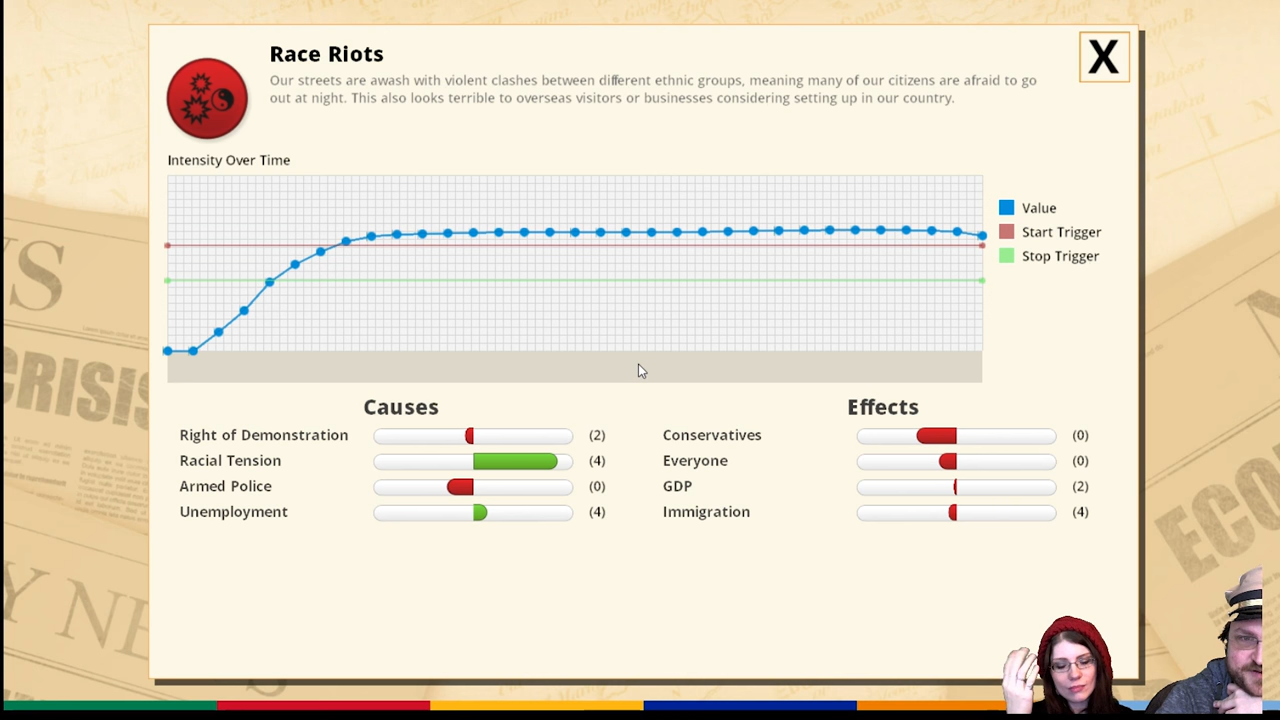 Race Riots
X
Our streets are awash with violent clashes between different ethnic groups, meaning many of our citizens are afraid to go
out at night. This also looks terrible to overseas visitors or businesses considering setting up in our country.
Intensity Over Time
Value
Start Trigger
Stop Trigger
Causes
Right of Demonstration (2)
Racial Tension (4)
Armed Police (0)
Unemployment (4)
Effects
Conservatives (0)
Everyone (0)
GDP (2)
Immigration (4)
CRISIS
ECO